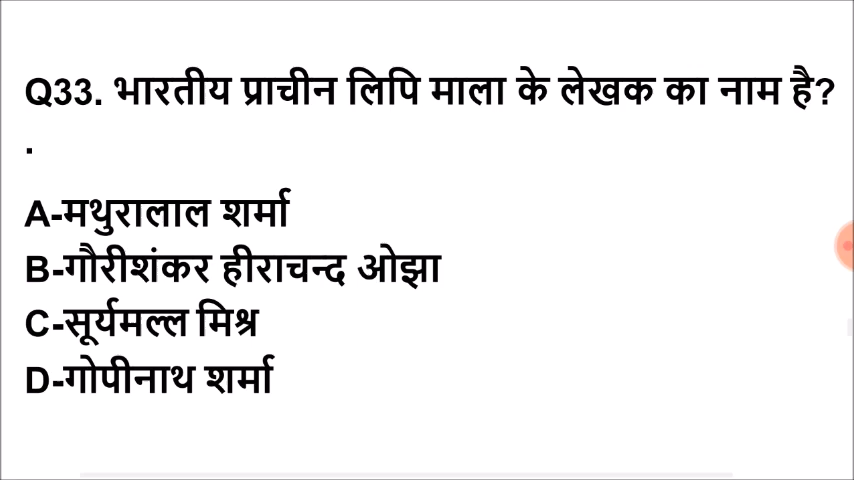 Q33. भारतीय प्राचीन लिपि माला के लेखक का नाम है?
.
A-मथुरालाल शर्मा
B-गौरीशंकर हीराचन्द ओझा
C-सूर्यमल्ल मिश्र
D-गोपीनाथ शर्मा